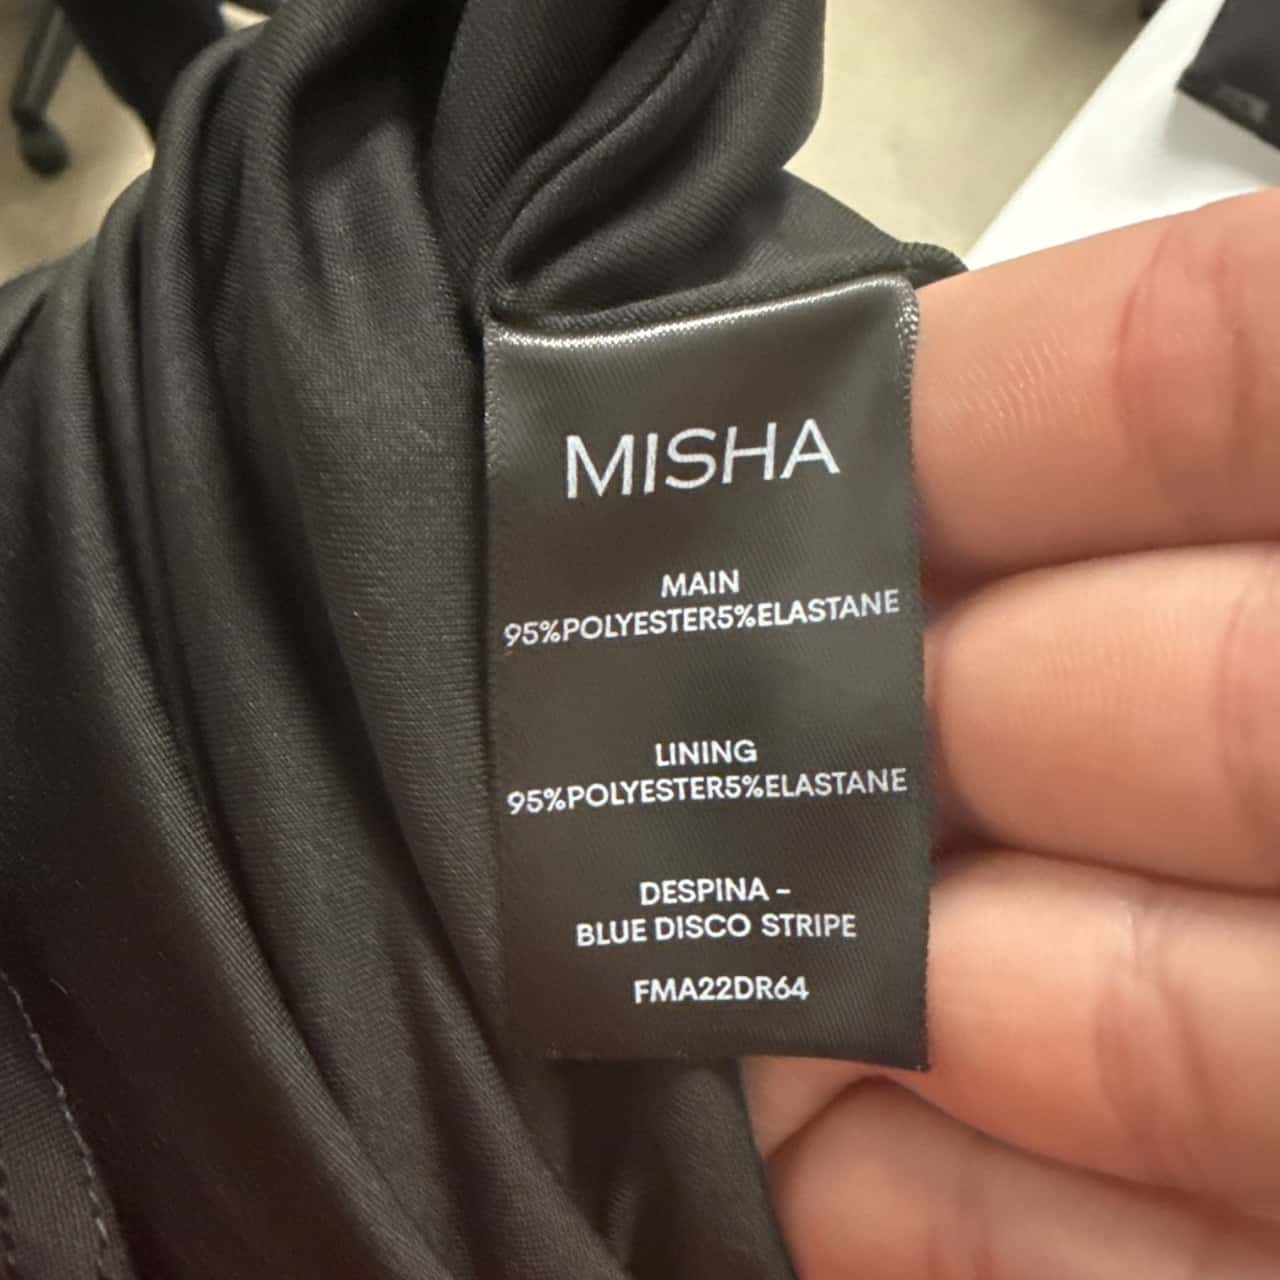 MISHA
MAIN
95%POLYESTER5%ELASTANE
LINING
95%POLYESTER5%ELASTANE
DESPINA -
BLUE DISCO STRIPE
FMA22DR64